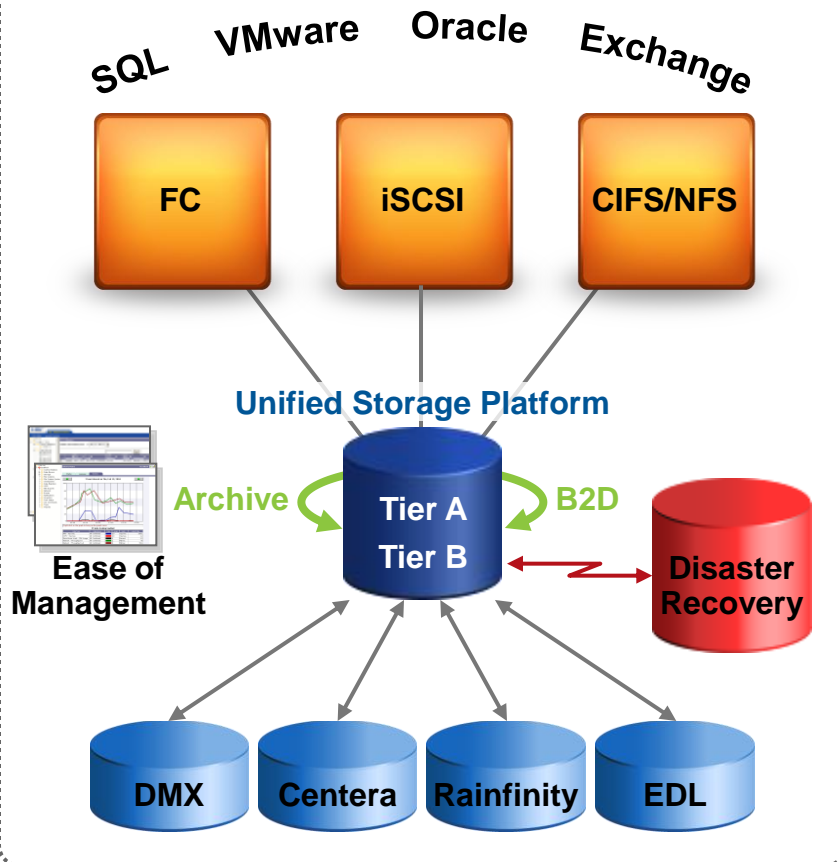 SQL VMware Oracle Exchange
FC iSCSI CIFS/NFS
Unified Storage Platform
Archive
Tier A
Tier B
B2D
Ease of
Management
Disaster
Recovery
DMX Centera Rainfinity EDL